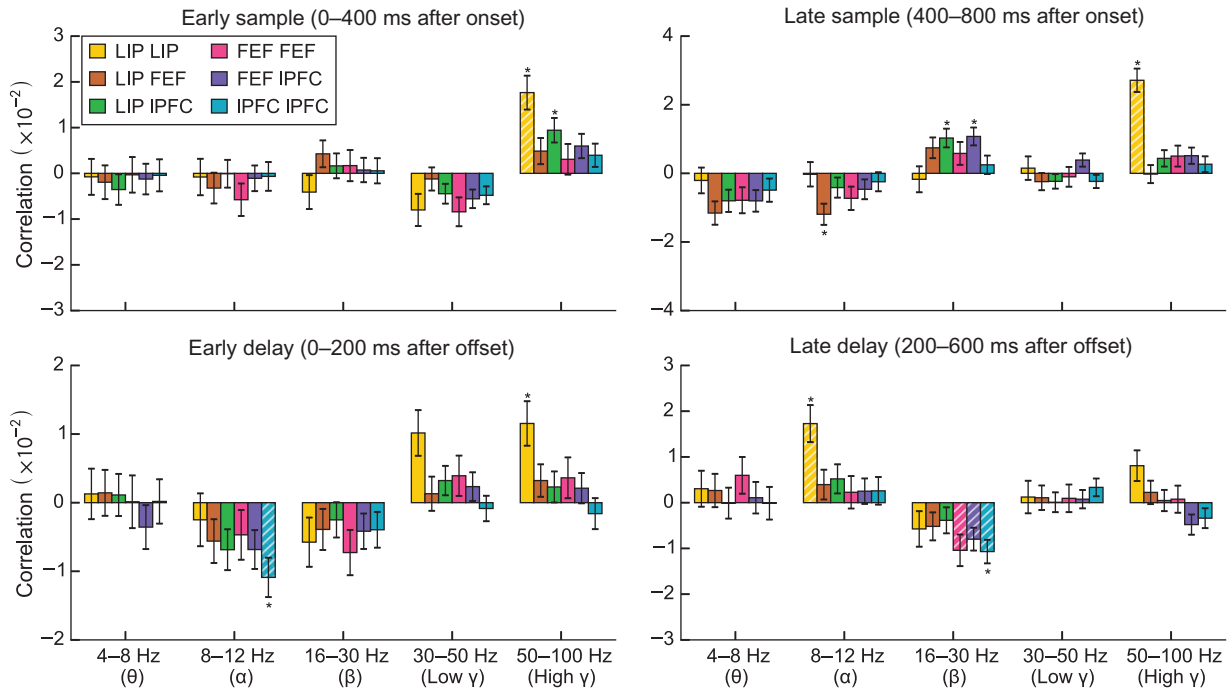 Early sample (0–400 ms after onset)
3
2
1
0
−1
−2
−3
Correlation (×10−2)
LIP LIP
LIP FEF
LIP lPFC
FEF FEF
FEF lPFC
lPFC lPFC
*
*
Late sample (400–800 ms after onset)
4
2
0
−2
−4
*
*
*
*
Early delay (0–200 ms after offset)
2
1
0
−1
−2
Correlation (×10−2)
*
*
4–8 Hz
(θ)
8–12 Hz
(α)
16–30 Hz
(β)
30–50 Hz
(Low γ)
50–100 Hz
(High γ)
Late delay (200–600 ms after offset)
3
2
1
0
−1
−2
−3
*
*
4–8 Hz
(θ)
8–12 Hz
(α)
16–30 Hz
(β)
30–50 Hz
(Low γ)
50–100 Hz
(High γ)